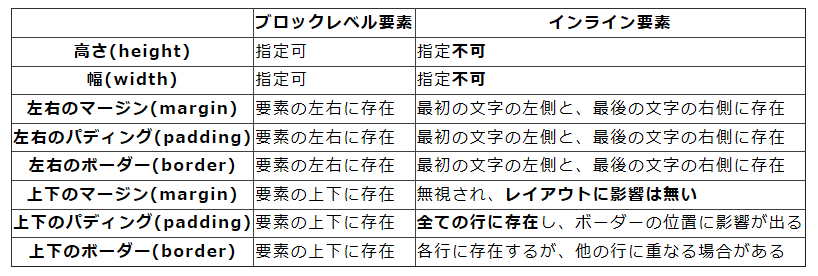 ブロックレベル要素 インライン要素
高さ(height) 指定可 指定不可
幅(width) 指定可 指定不可
左右のマージン(margin) 要素の左右に存在 最初の文字の左側と、最後の文字の右側に存在
左右のパディング(padding) 要素の左右に存在 最初の文字の左側と、最後の文字の右側に存在
左右のボーダー(border) 要素の左右に存在 最初の文字の左側と、最後の文字の右側に存在
上下のマージン(margin) 要素の上下に存在 無視され、レイアウトに影響は無い
上下のパディング(padding) 要素の上下に存在 全ての行に存在し、ボーダーの位置に影響が出る
上下のボーダー(border) 要素の上下に存在 各行に存在するが、他の行に重なる場合がある